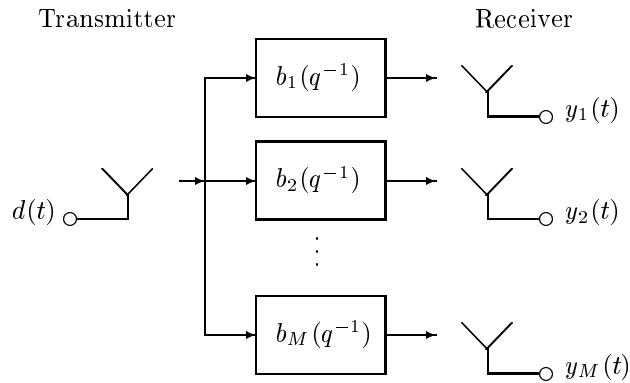 Transmitter Receiver
b₁(q⁻¹)
y₁(t)
b₂(q⁻¹)
d(t)
y₂(t)
⋮
b_M(q⁻¹)
y_M(t)